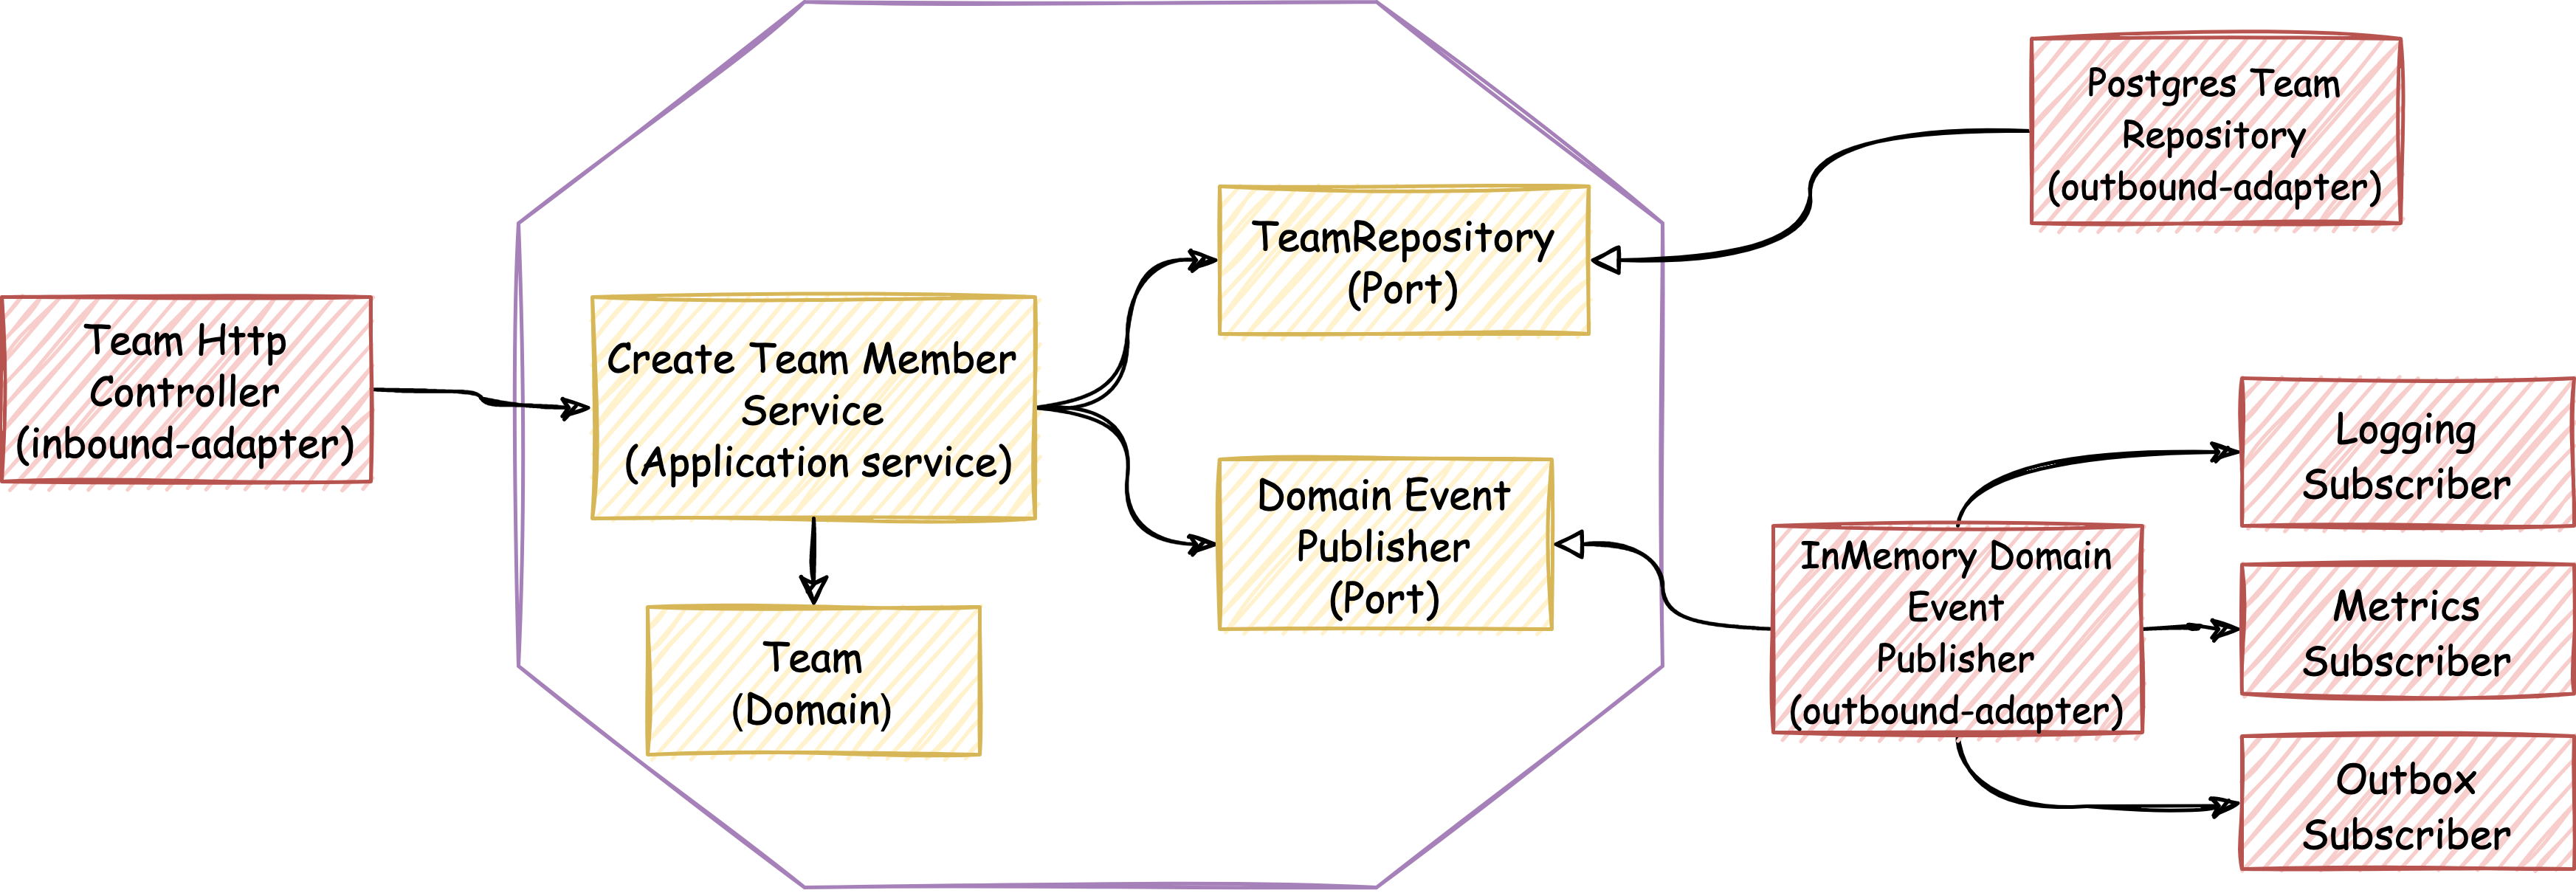 Team Http
Controller
(inbound-adapter)
Create Team Member
Service
(Application service)
Team
(Domain)
TeamRepository
(Port)
Domain Event
Publisher
(Port)
Postgres Team
Repository
(outbound-adapter)
InMemory Domain
Event
Publisher
(outbound-adapter)
Logging
Subscriber
Metrics
Subscriber
Outbox
Subscriber